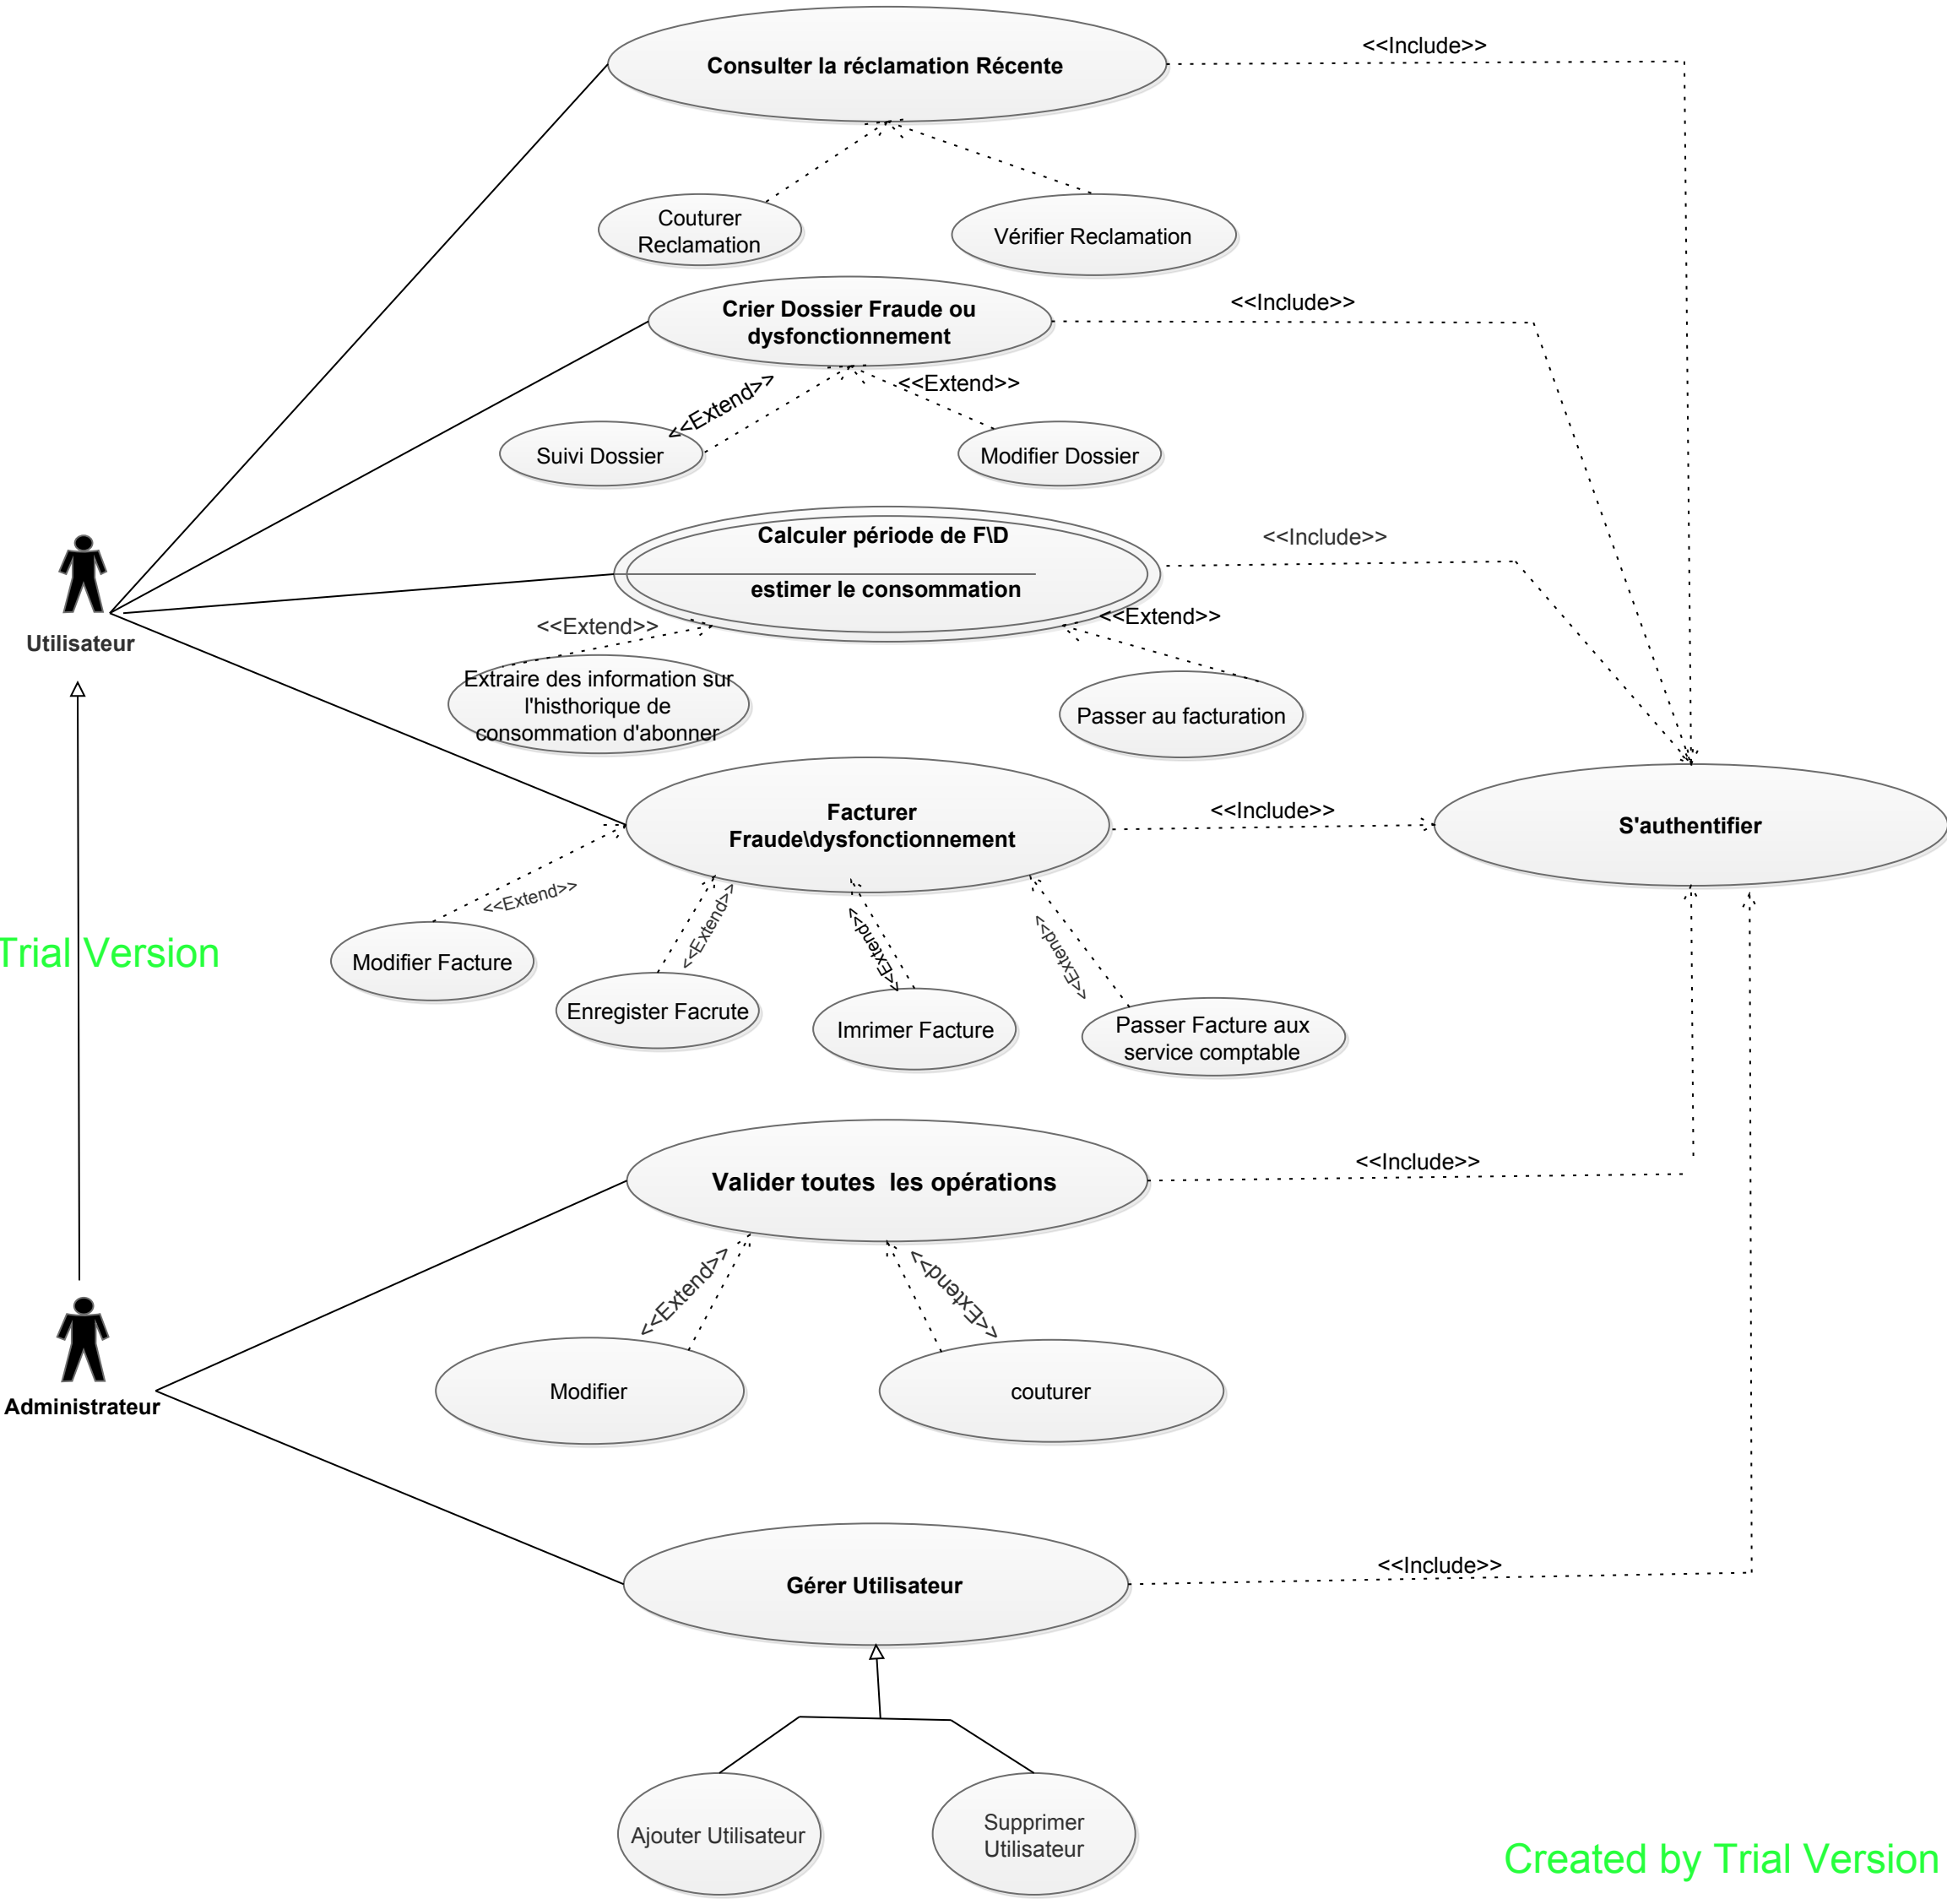 Consulter la réclamation Récente
<<Include>>
Couturer
Reclamation
Vérifier Reclamation
Crier Dossier Fraude ou
dysfonctionnement
<<Include>>
<<Extend>>
<<Extend>>
Suivi Dossier
Modifier Dossier
Calculer période de F\D
estimer le consommation
<<Include>>
Utilisateur
<<Extend>>
<<Extend>>
Extraire des information sur
l'histhorique de
consommation d'abonner
Passer au facturation
Facturer
Fraude\dysfonctionnement
<<Include>>
S'authentifier
<<Extend>>
<<Extend>>
<<Extend>>
<<Extend>>
Trial Version
Modifier Facture
Enregister Facrute
Imrimer Facture
Passer Facture aux
service comptable
Valider toutes  les opérations
<<Include>>
<<Extend>>
<<Extend>>
Modifier
couturer
Administrateur
Gérer Utilisateur
<<Include>>
Ajouter Utilisateur
Supprimer
Utilisateur
Created by Trial Version